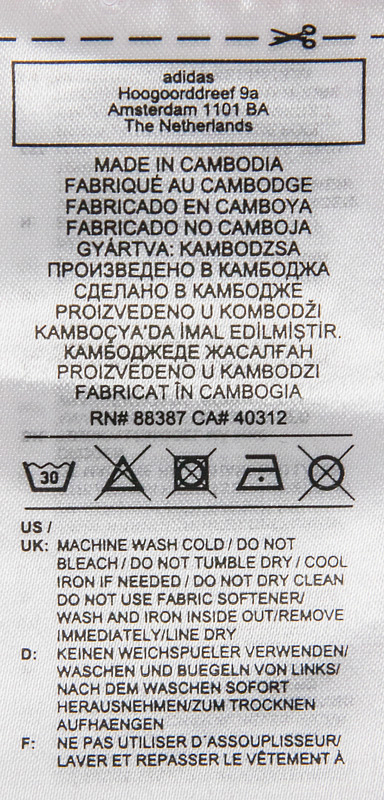 adidas
Hoogoorddreef 9a
Amsterdam 1101 BA
The Netherlands
MADE IN CAMBODIA
FABRIQUÉ AU CAMBODGE
FABRICADO EN CAMBOYA
FABRICADO NO CAMBOJA
GYÁRTVA: KAMBODZSA
ПРОИЗВЕДЕНО В КАМБОДЖА
СДЕЛАНО В КАМБОДЖЕ
PROIZVEDENO U KOMBODŽI
KAMBOÇYA'DA İMAL EDİLMİŞTİR.
КАМБОДЖЕДЕ ЖАСАЛҒАН
PROIZVEDENO U KAMBODZI
FABRICAT ÎN CAMBOGIA
RN# 88387 CA# 40312
30
US /
UK: MACHINE WASH COLD / DO NOT
BLEACH / DO NOT TUMBLE DRY / COOL
IRON IF NEEDED / DO NOT DRY CLEAN
DO NOT USE FABRIC SOFTENER/
WASH AND IRON INSIDE OUT/REMOVE
IMMEDIATELY/LINE DRY
D: KEINEN WEICHSPUELER VERWENDEN/
WASCHEN UND BUEGELN VON LINKS/
NACH DEM WASCHEN SOFORT
HERAUSNEHMEN/ZUM TROCKNEN
AUFHAENGEN
F: NE PAS UTILISER D´ASSOUPLISSEUR/
LAVER ET REPASSER LE VÊTEMENT À